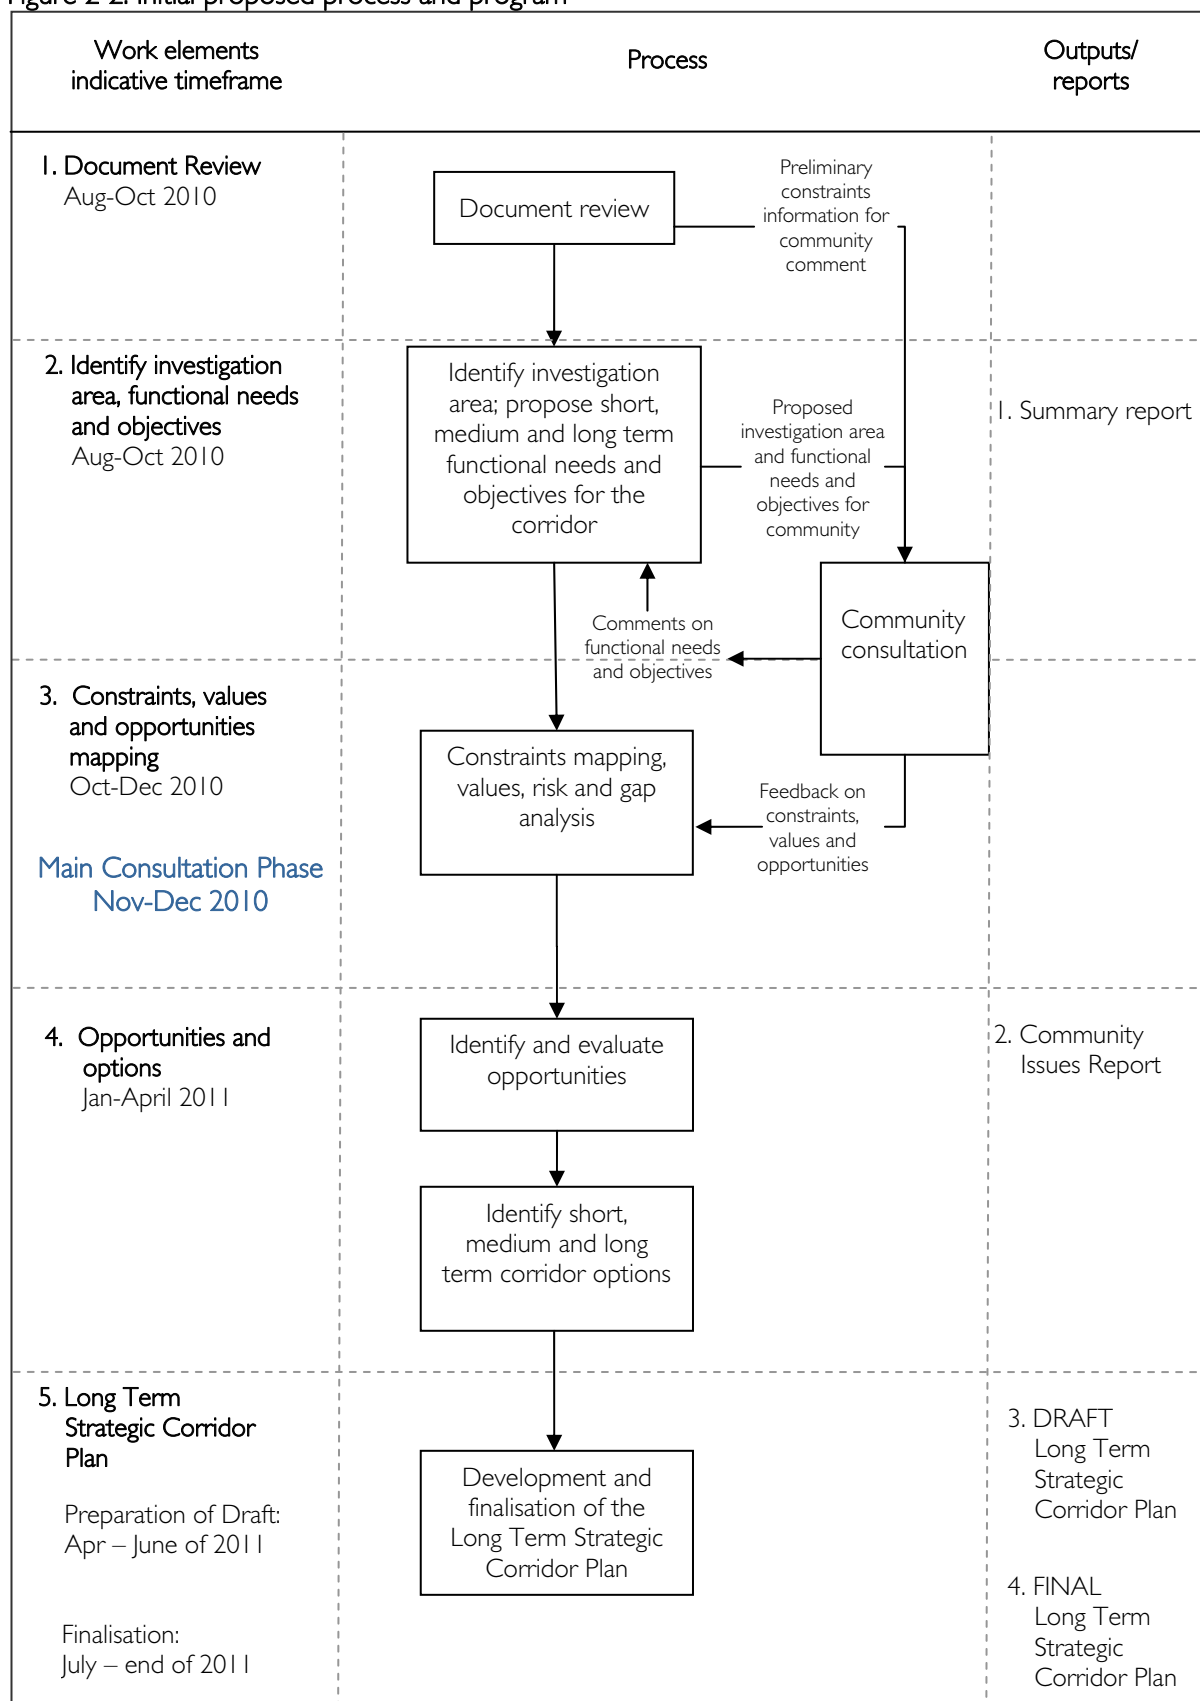 Figure 2-2: Initial proposed process and program
Work elements
indicative timeframe
Process
Outputs/
reports
1. Document Review
Aug-Oct 2010
Document review
Preliminary
constraints
information for
community
comment
2. Identify investigation
area, functional needs
and objectives
Aug-Oct 2010
Identify investigation
area; propose short,
medium and long term
functional needs and
objectives for the
corridor
Proposed
investigation area
and functional
needs and
objectives for
community
1. Summary report
Comments on
functional needs
and objectives
Community
consultation
3. Constraints, values
and opportunities
mapping
Oct-Dec 2010
Main Consultation Phase
Nov-Dec 2010
Constraints mapping,
values, risk and gap
analysis
Feedback on
constraints,
values and
opportunities
4. Opportunities and
options
Jan-April 2011
Identify and evaluate
opportunities
2. Community
Issues Report
Identify short,
medium and long
term corridor options
5. Long Term
Strategic Corridor
Plan
Preparation of Draft:
Apr – June of 2011
Finalisation:
July – end of 2011
Development and
finalisation of the
Long Term Strategic
Corridor Plan
3. DRAFT
Long Term
Strategic
Corridor Plan
4. FINAL
Long Term
Strategic
Corridor Plan